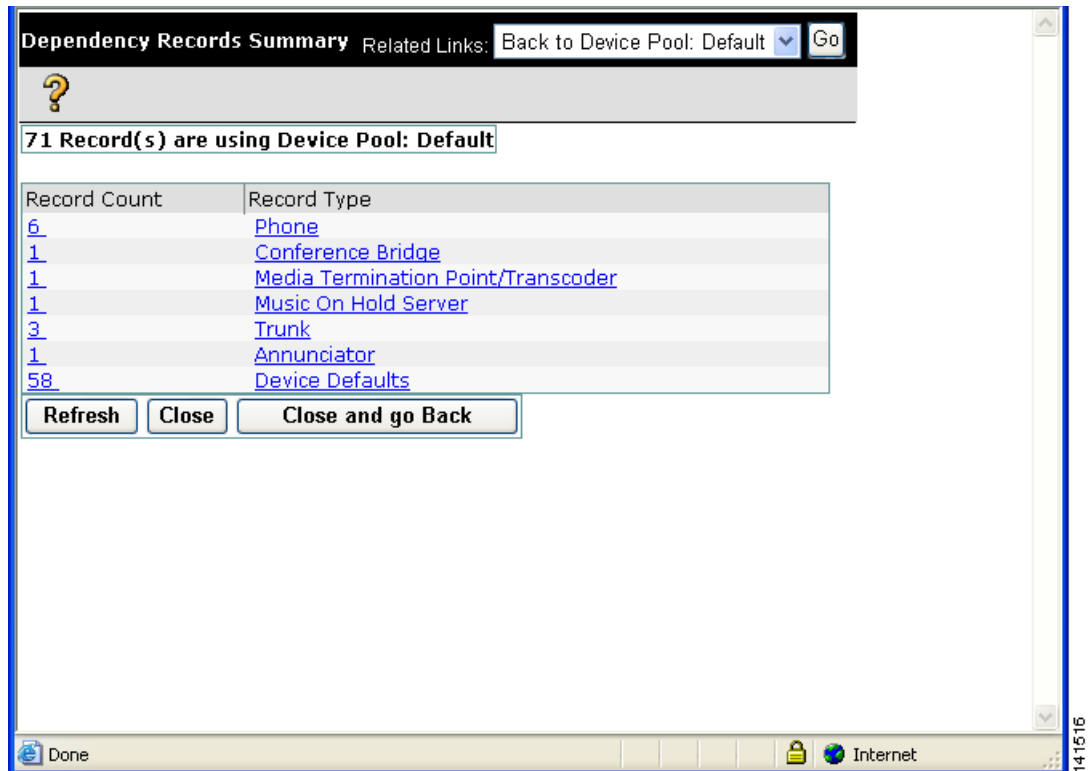 Dependency Records Summary Related Links: Back to Device Pool: Default Go
71 Record(s) are using Device Pool: Default
Record Count Record Type
6 Phone
1 Conference Bridge
1 Media Termination Point/Transcoder
1 Music On Hold Server
3 Trunk
1 Annunciator
58 Device Defaults
Refresh Close Close and go Back
Done Internet
141516